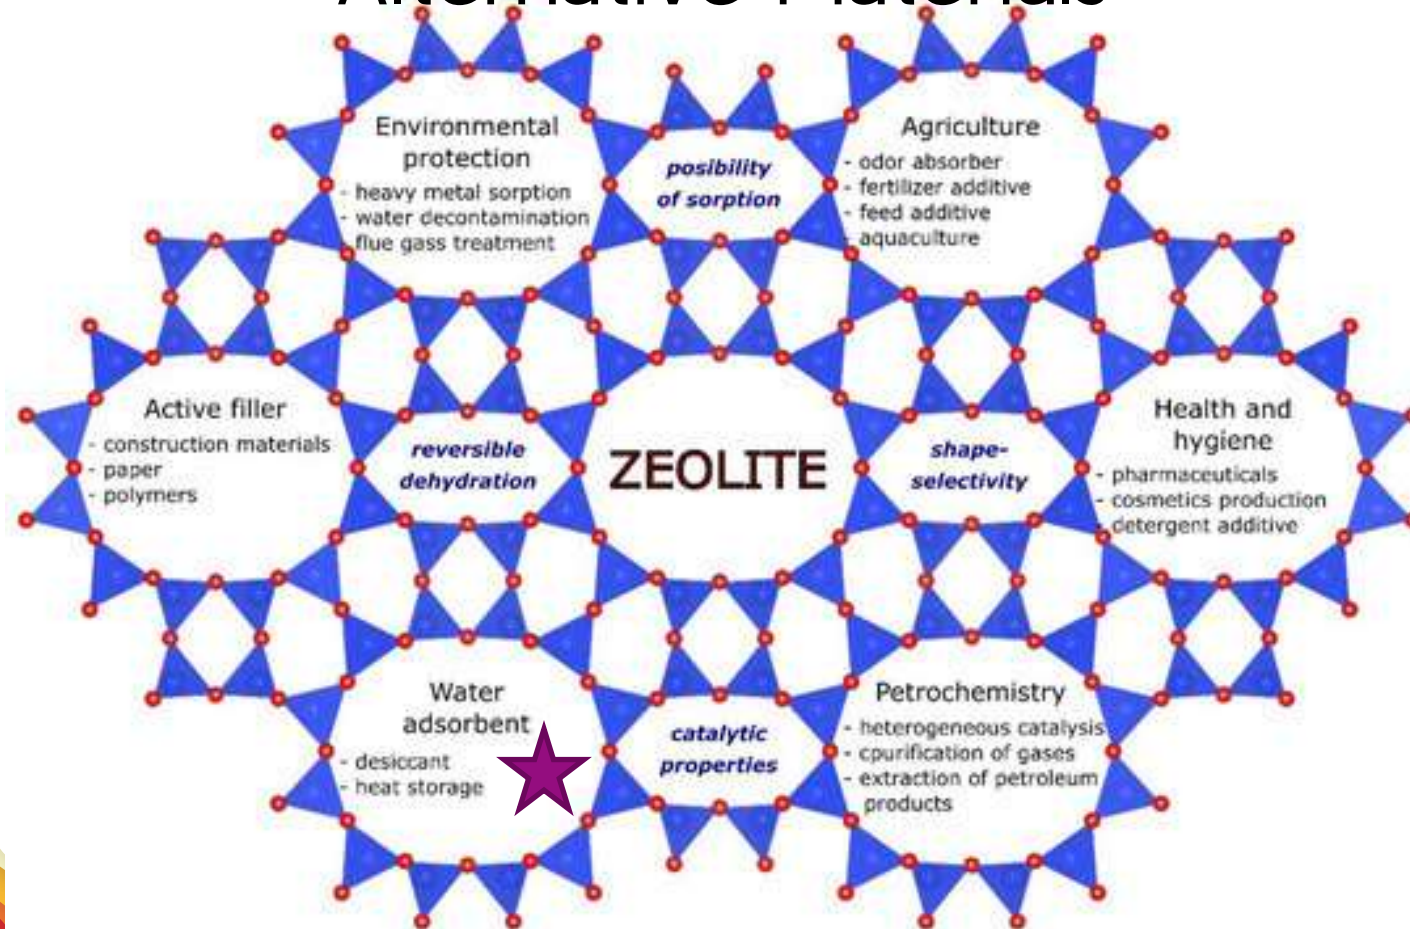 Alternative Materials
Environmental
protection
- heavy metal sorption
- water decontamination
- flue gass treatment
posibility
of sorption
Agriculture
- odor absorber
- fertilizer additive
- feed additive
- aquaculture
Active filler
- construction materials
- paper
- polymers
reversible
dehydration
ZEOLITE
shape-
selectivity
Health and
hygiene
- pharmaceuticals
- cosmetics production
- detergent additive
Water
adsorbent
- desiccant
- heat storage
catalytic
properties
Petrochemistry
- heterogeneous catalysis
- cpurification of gases
- extraction of petroleum
products